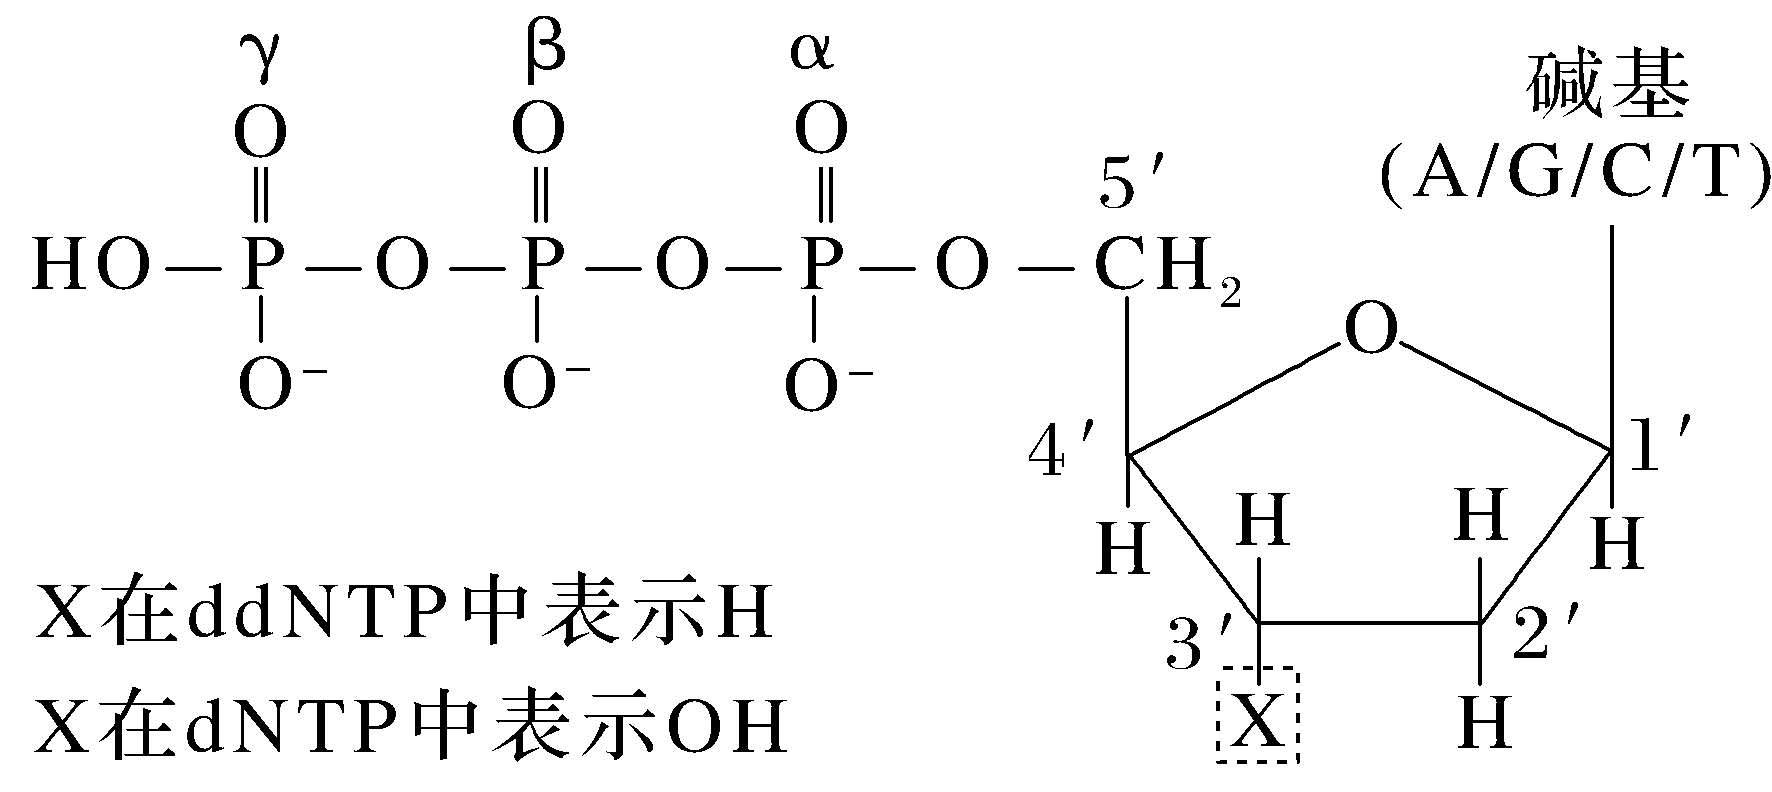 γ β α
O O O 碱基
5′ (A/G/C/T)
HO—P—O—P—O—P—O—CH₂
O⁻ O⁻ O⁻ O
4′ 1′
H H H H
3′ 2′
X H
X在ddNTP中表示H
X在dNTP中表示OH